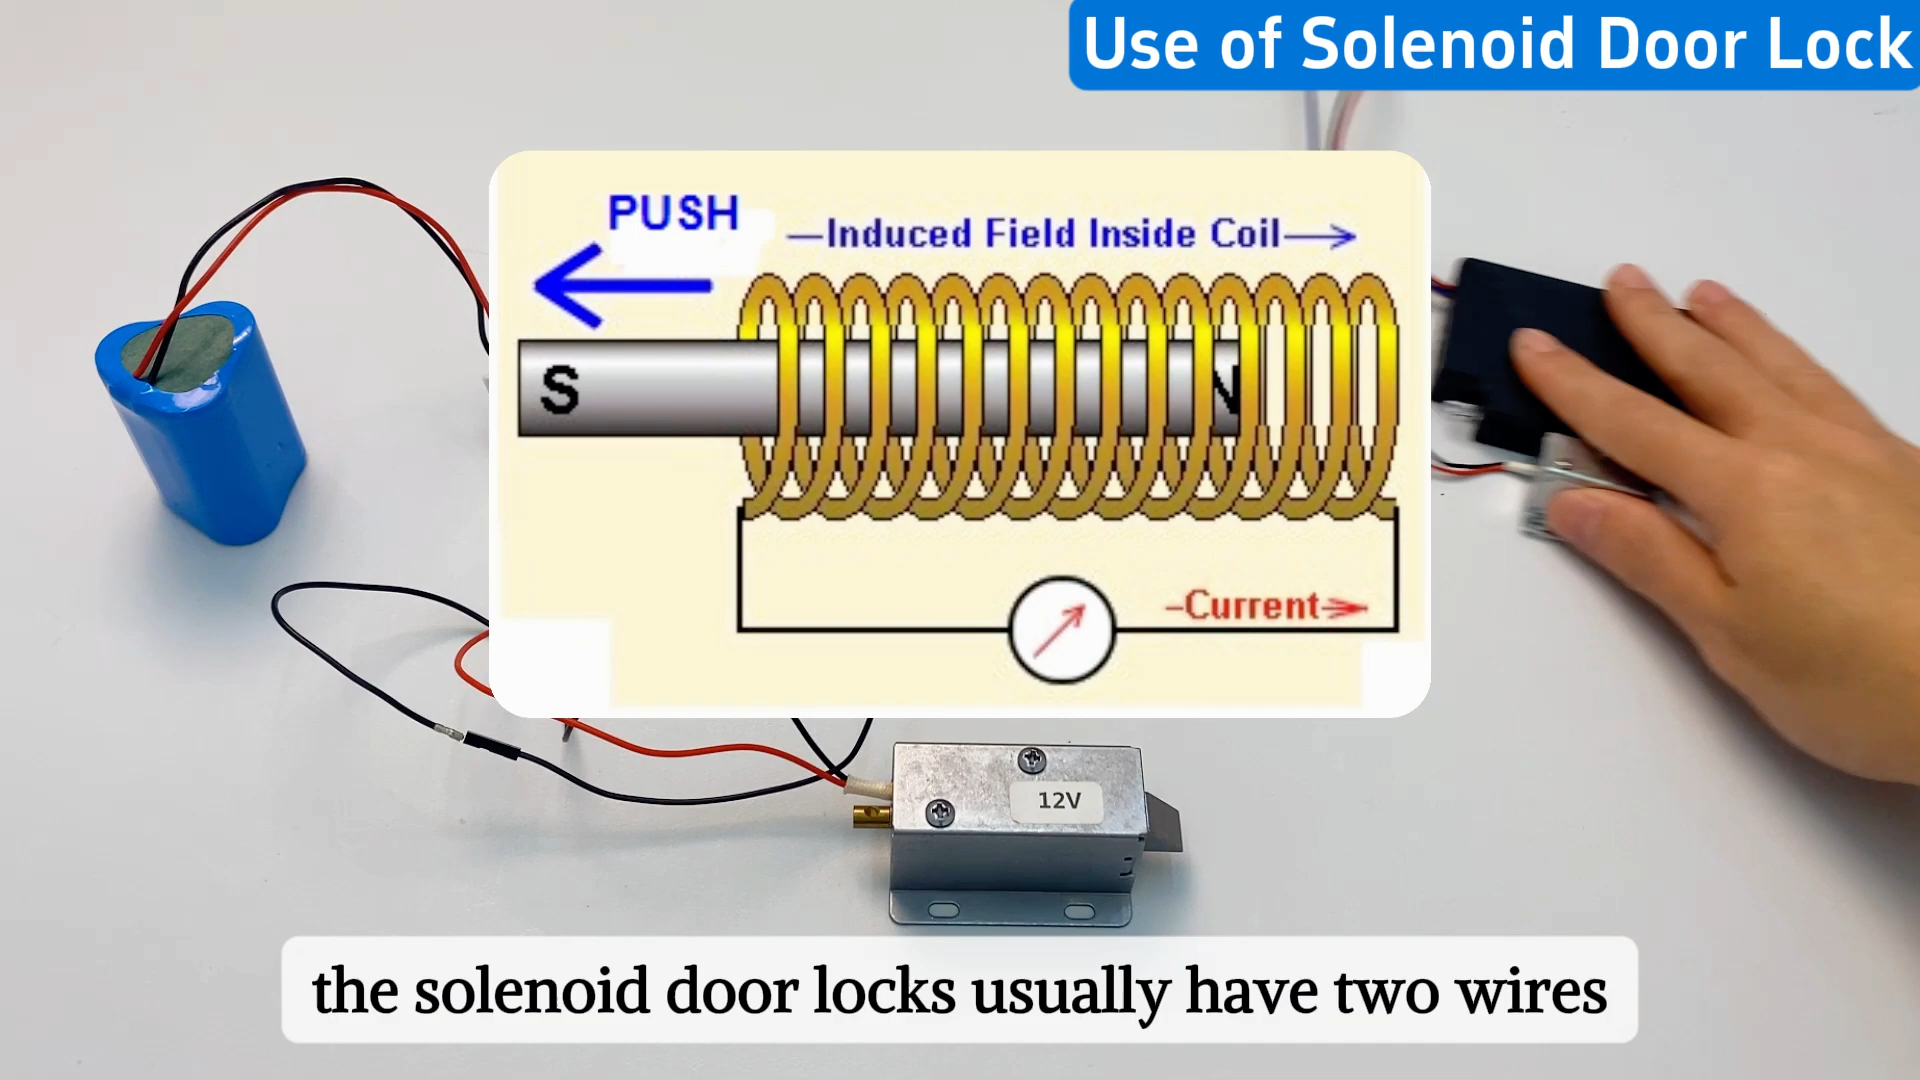 Use of Solenoid Door Lock
PUSH
Induced Field Inside Coil
S
N
Current
12V
the solenoid door locks usually have two wires